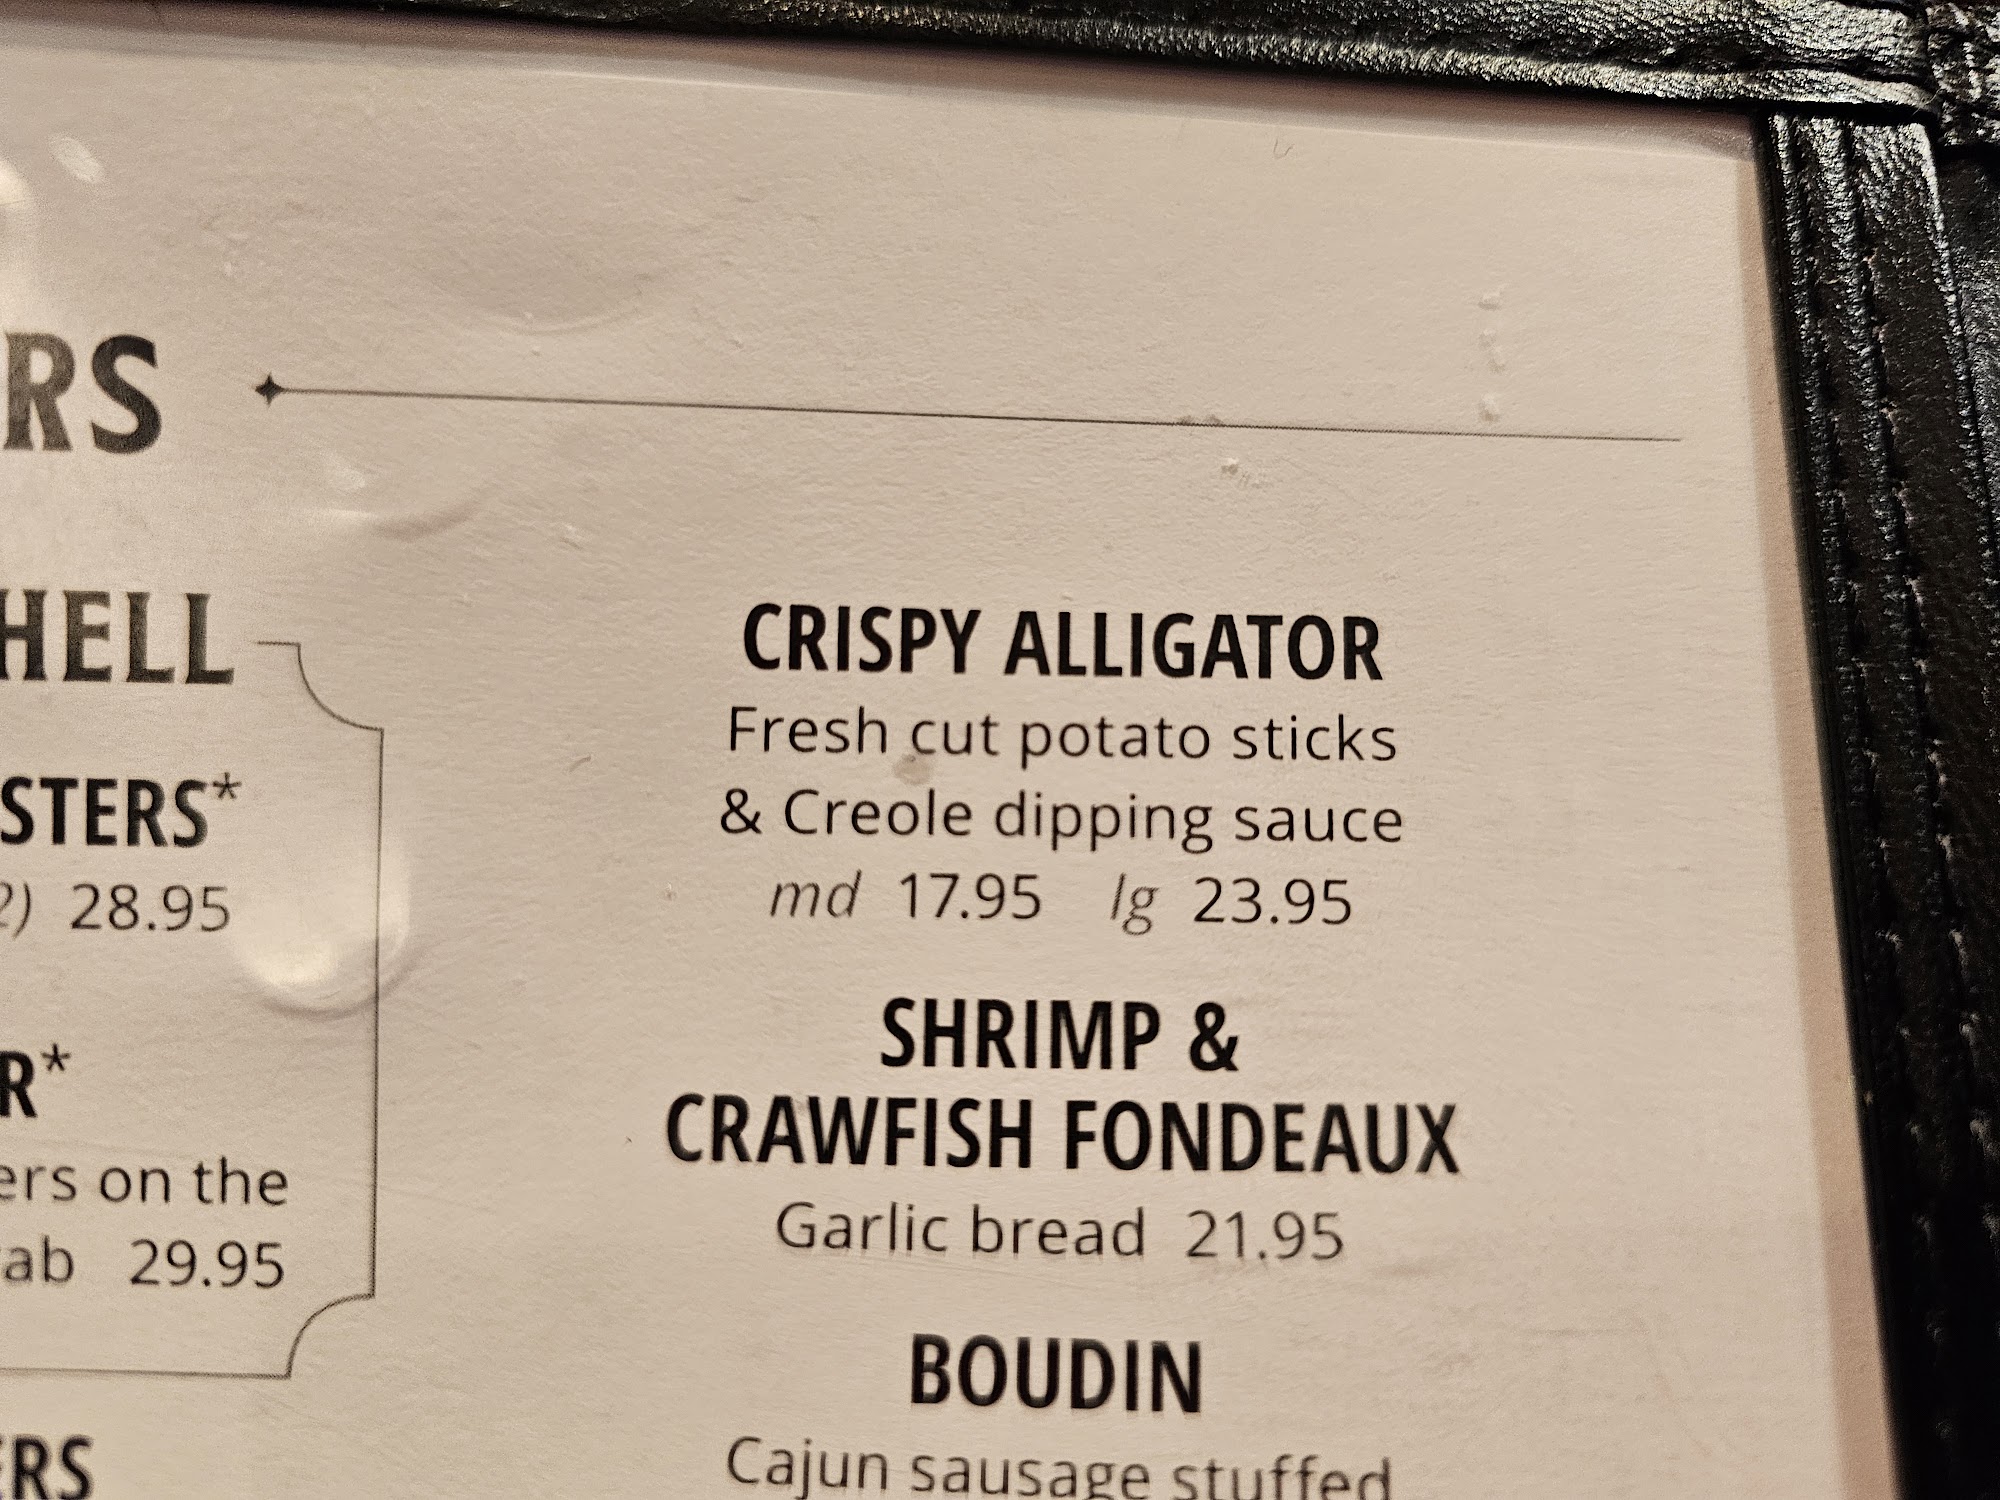 RS
HELL
STERS*
2) 28.95
R*
ers on the
ab 29.95
ERS
CRISPY ALLIGATOR
Fresh cut potato sticks
& Creole dipping sauce
md 17.95 lg 23.95
SHRIMP &
CRAWFISH FONDEAUX
Garlic bread 21.95
BOUDIN
Cajun sausage stuffed